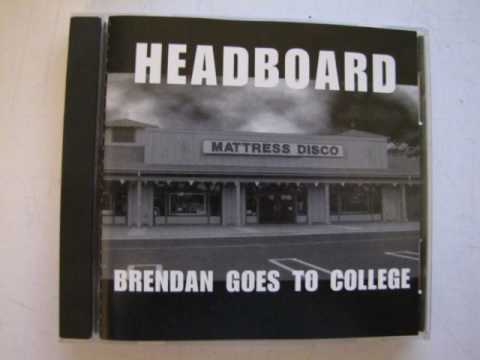 HEADBOARD
MATTRESS DISCO
BRENDAN GOES TO COLLEGE